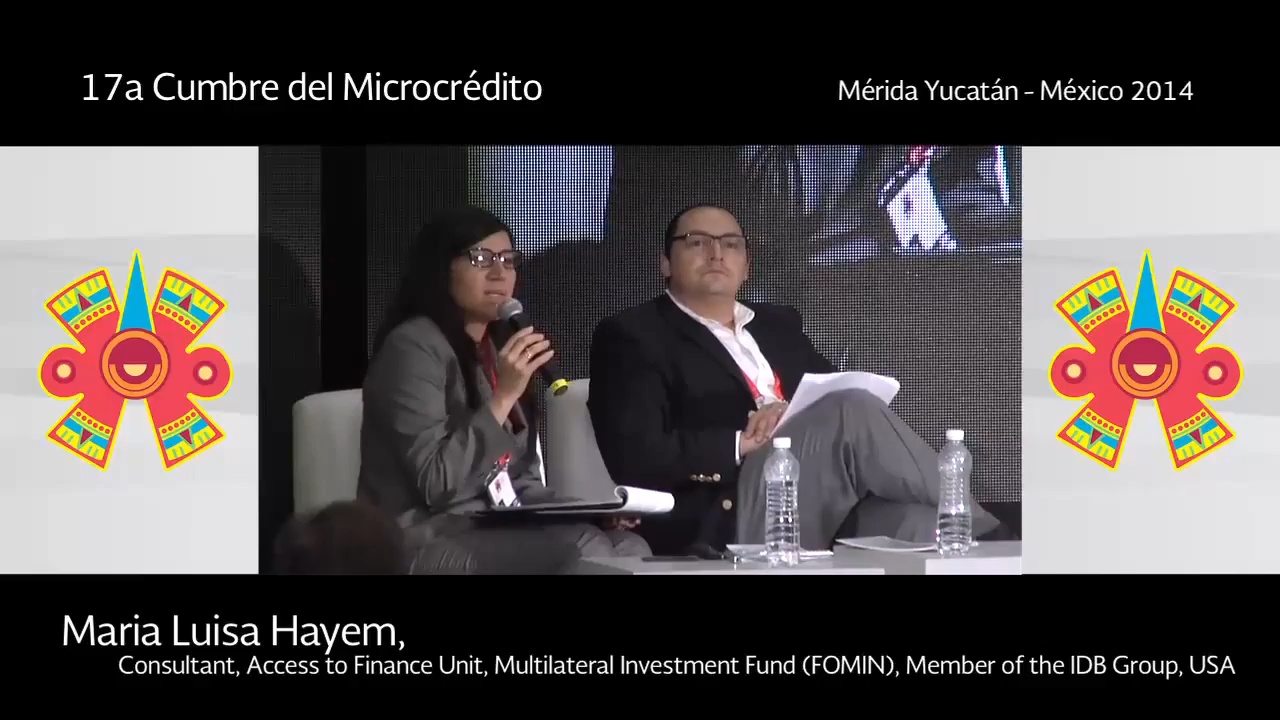 17a Cumbre del Microcrédito
Mérida Yucatán - México 2014
Maria Luisa Hayem,
Consultant, Access to Finance Unit, Multilateral Investment Fund (FOMIN), Member of the IDB Group, USA